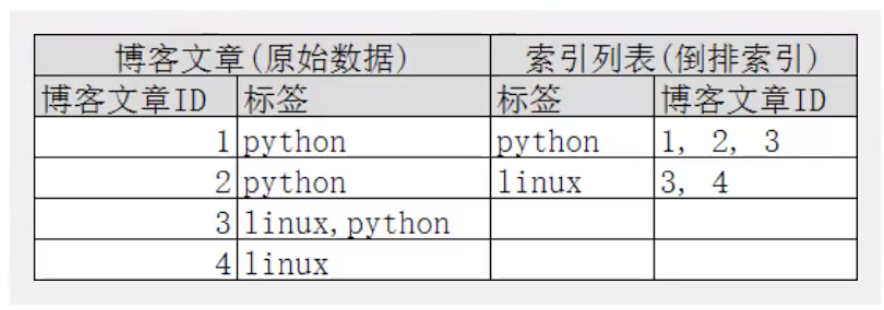 博客文章(原始数据) 索引列表(倒排索引)
博客文章ID 标签 标签 博客文章ID
1 python python 1, 2, 3
2 python linux 3, 4
3 linux,python
4 linux